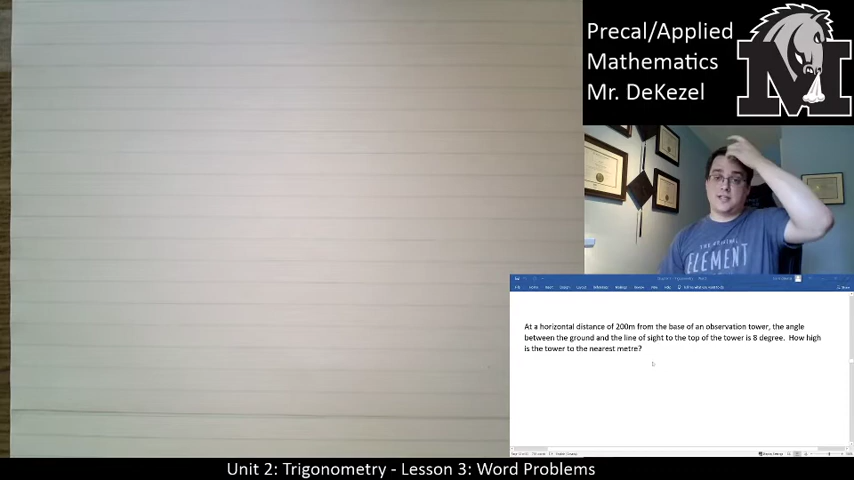 Precal/Applied
Mathematics
Mr. DeKezel
M
THE
ELEMENT
At a horizontal distance of 200m from the base of an observation tower, the angle
between the ground and the line of sight to the top of the tower is 8 degree.  How high
is the tower to the nearest metre?
Unit 2: Trigonometry - Lesson 3: Word Problems